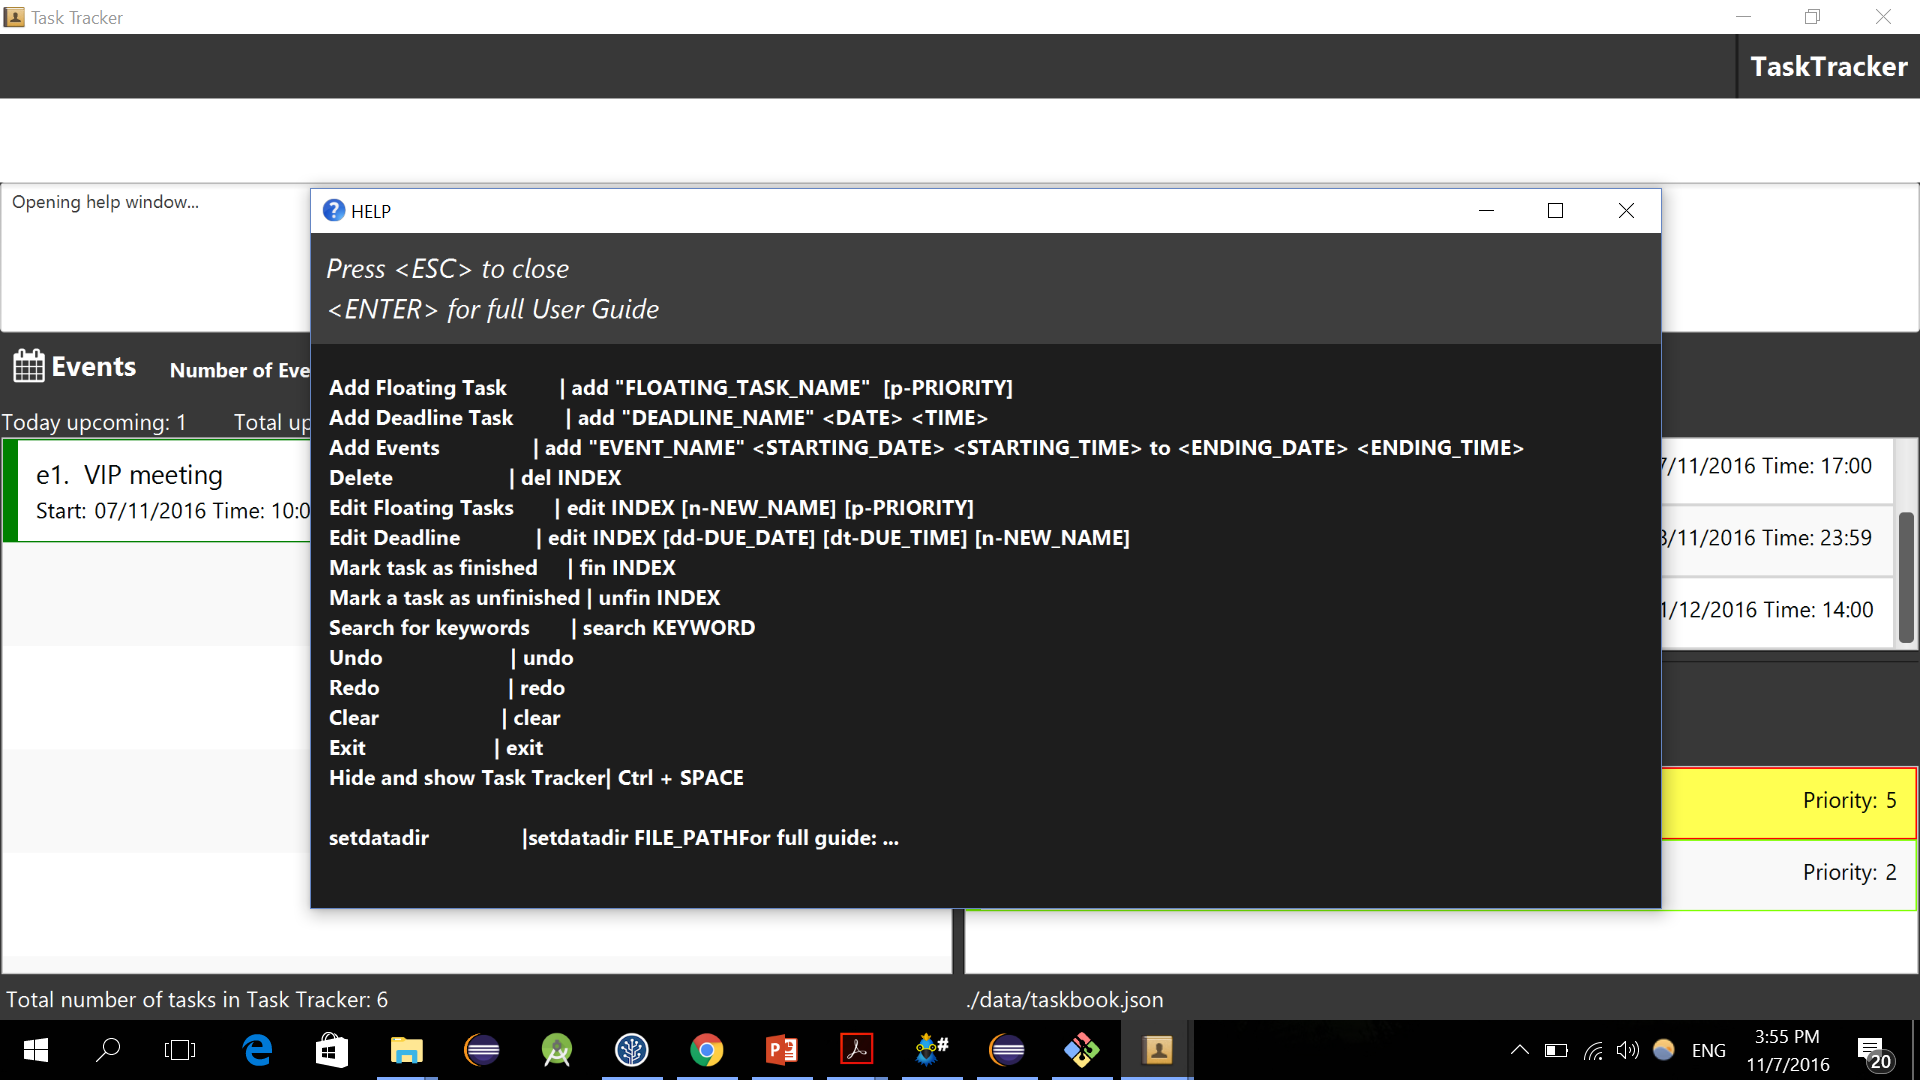 Task Tracker
TaskTracker
Opening help window...
HELP
Press <ESC> to close
<ENTER> for full User Guide
Add Floating Task | add "FLOATING_TASK_NAME" [p-PRIORITY]
Add Deadline Task | add "DEADLINE_NAME" <DATE> <TIME>
Add Events | add "EVENT_NAME" <STARTING_DATE> <STARTING_TIME> to <ENDING_DATE> <ENDING_TIME>
Delete | del INDEX
Edit Floating Tasks | edit INDEX [n-NEW_NAME] [p-PRIORITY]
Edit Deadline | edit INDEX [dd-DUE_DATE] [dt-DUE_TIME] [n-NEW_NAME]
Mark task as finished | fin INDEX
Mark a task as unfinished | unfin INDEX
Search for keywords | search KEYWORD
Undo | undo
Redo | redo
Clear | clear
Exit | exit
Hide and show Task Tracker| Ctrl + SPACE
setdatadir |setdatadir FILE_PATHFor full guide: ...
Events Number of Eve
Today upcoming: 1 Total up
e1. VIP meeting
Start: 07/11/2016 Time: 10:0
7/11/2016 Time: 17:00
/11/2016 Time: 23:59
1/12/2016 Time: 14:00
Priority: 5
Priority: 2
Total number of tasks in Task Tracker: 6
./data/taskbook.json
ENG
3:55 PM
11/7/2016
20